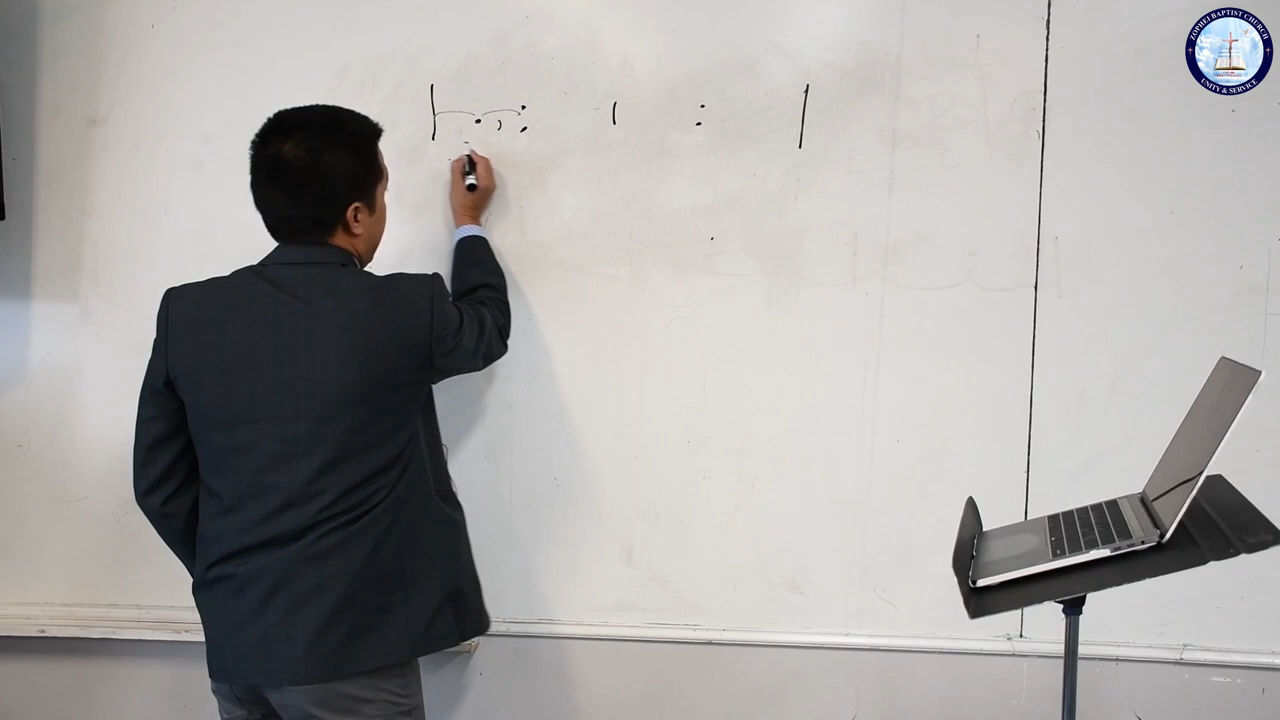 ZOPHEI BAPTIST CHURCH
UNITY & SERVICE
| . , : | : |